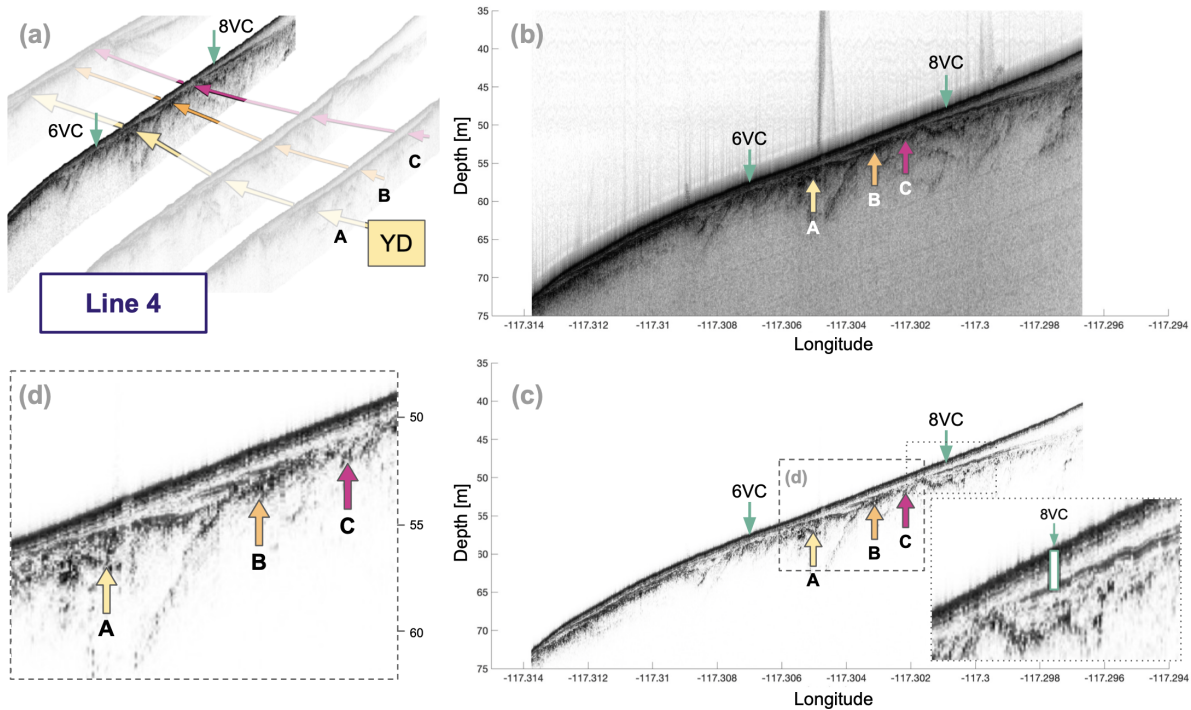 (a)
8VC
6VC
C
B
A
YD
Line 4
(b)
35
40
45
50
55
60
65
70
75
Depth [m]
6VC
8VC
A
B
C
-117.314
-117.312
-117.31
-117.308
-117.306
-117.304
-117.302
-117.3
-117.298
-117.296
-117.294
Longitude
(d)
50
55
60
A
B
C
(c)
35
40
45
50
55
30
65
70
75
Depth [m]
8VC
6VC
(d)
A
B
C
8VC
-117.314
-117.312
-117.31
-117.308
-117.306
-117.304
-117.302
-117.3
-117.298
-117.296
-117.294
Longitude